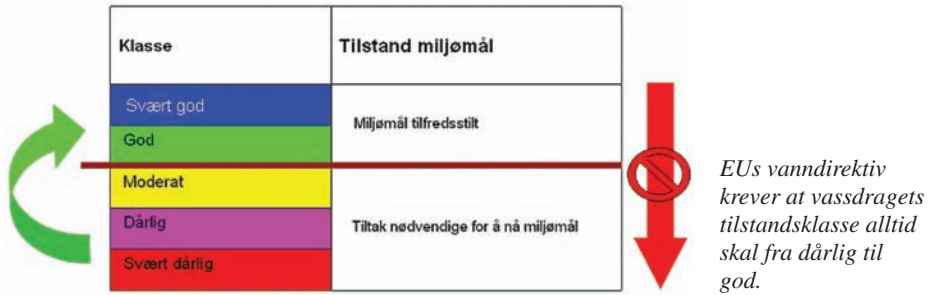 Klasse
Tilstand miljømål
Svært god
Miljømål tilfredsstilt
God
Moderat
Dårlig
Tiltak nødvendige for å nå miljømål
Svært dårlig
EUs vanndirektiv
krever at vassdragets
tilstandsklasse alltid
skal fra dårlig til
god.